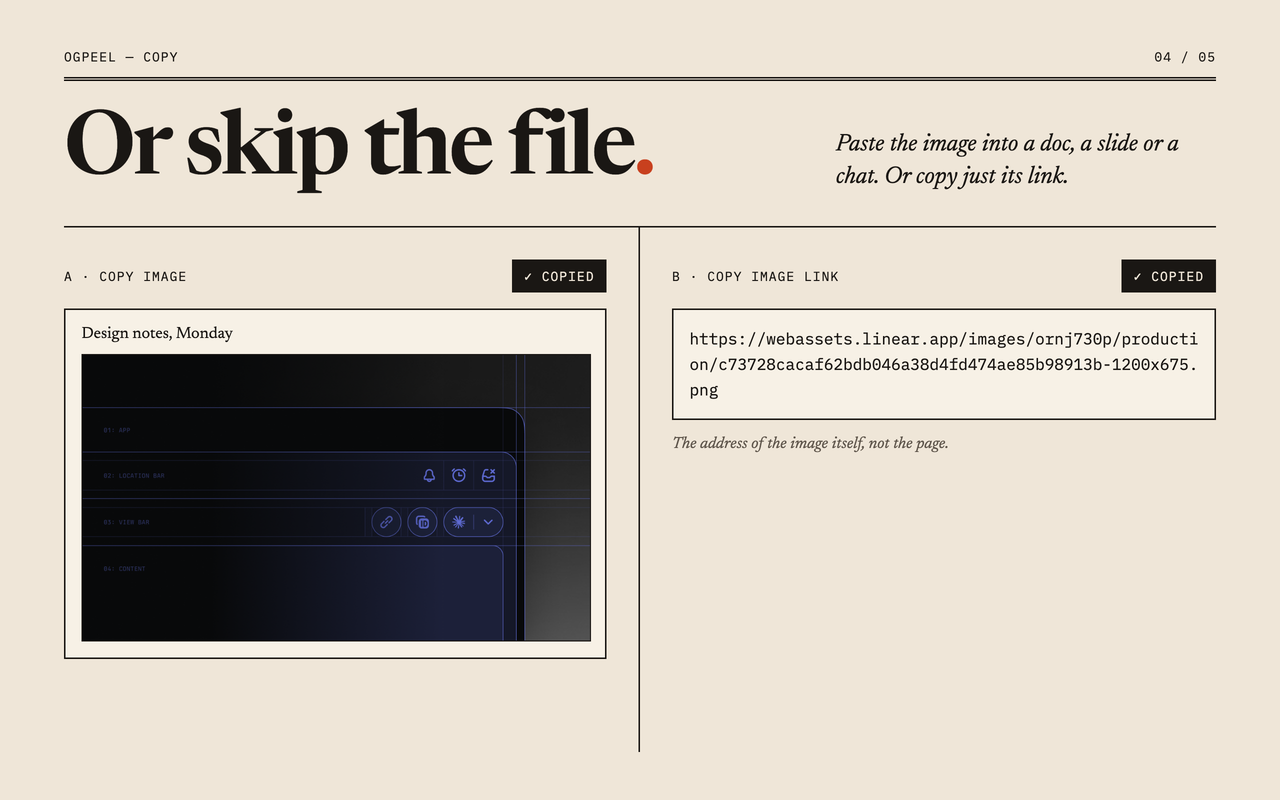 OGPEEL — COPY
04 / 05
Or skip the file.
Paste the image into a doc, a slide or a
chat. Or copy just its link.
A · COPY IMAGE
✓ COPIED
Design notes, Monday
01: APP
02: LOCATION BAR
03: VIEW BAR
04: CONTENT
B · COPY IMAGE LINK
✓ COPIED
https://webassets.linear.app/images/ornj730p/producti
on/c73728cacaf62bdb046a38d4fd474ae85b98913b-1200x675.
png
The address of the image itself, not the page.